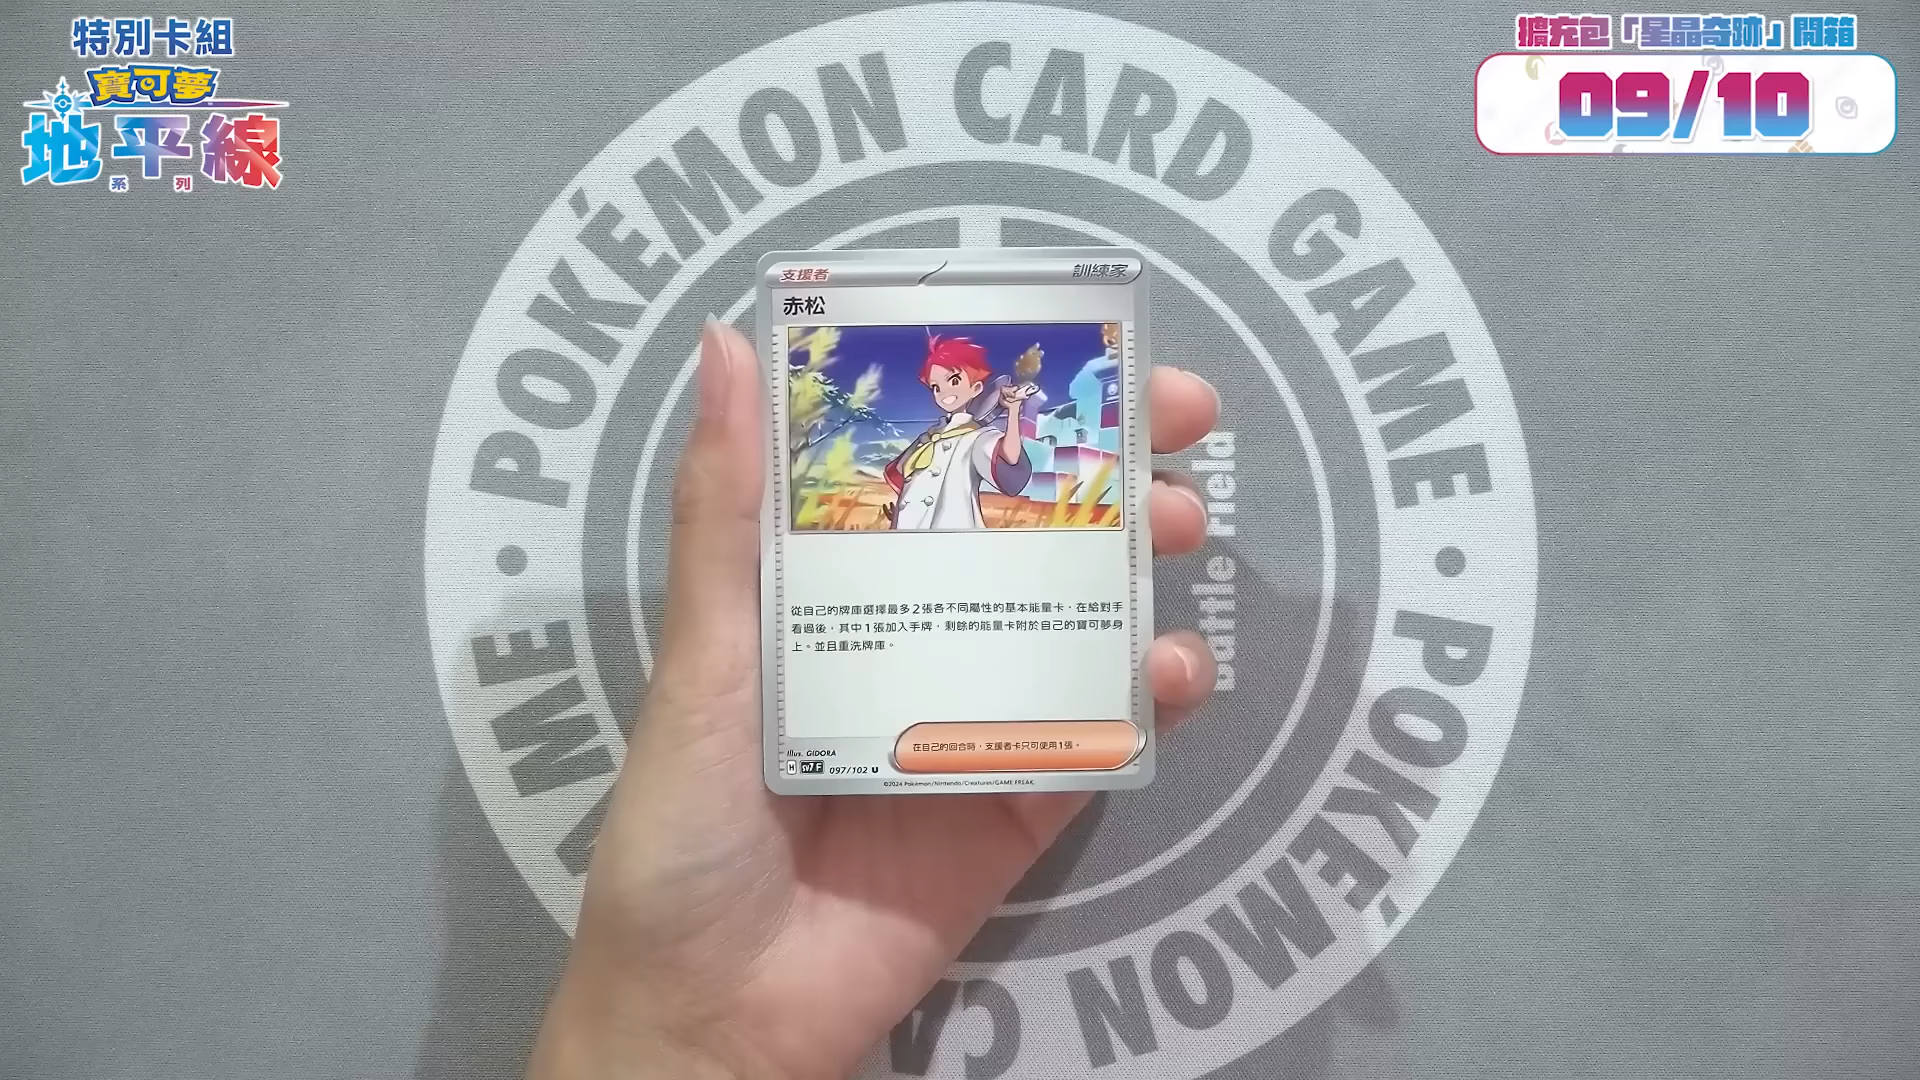 特別卡組
寶可夢
地平線
系列
擴充包「星晶奇跡」開箱
09/10
POKÉMON CARD GAME • POKÉMON CA
ME
Battle Field
支援者
訓練家
赤松
從自己的牌庫選擇最多2張各不同屬性的基本能量卡，在給對手
看過後，其中1張加入手牌，剩餘的能量卡附於自己的寶可夢身
上。並且重洗牌庫。
在自己的回合時，支援者卡只可使用1張。
Illus. GIDORA
H sv7 F 097/102 U
©2024 Pokémon/Nintendo/Creatures/GAME FREAK.